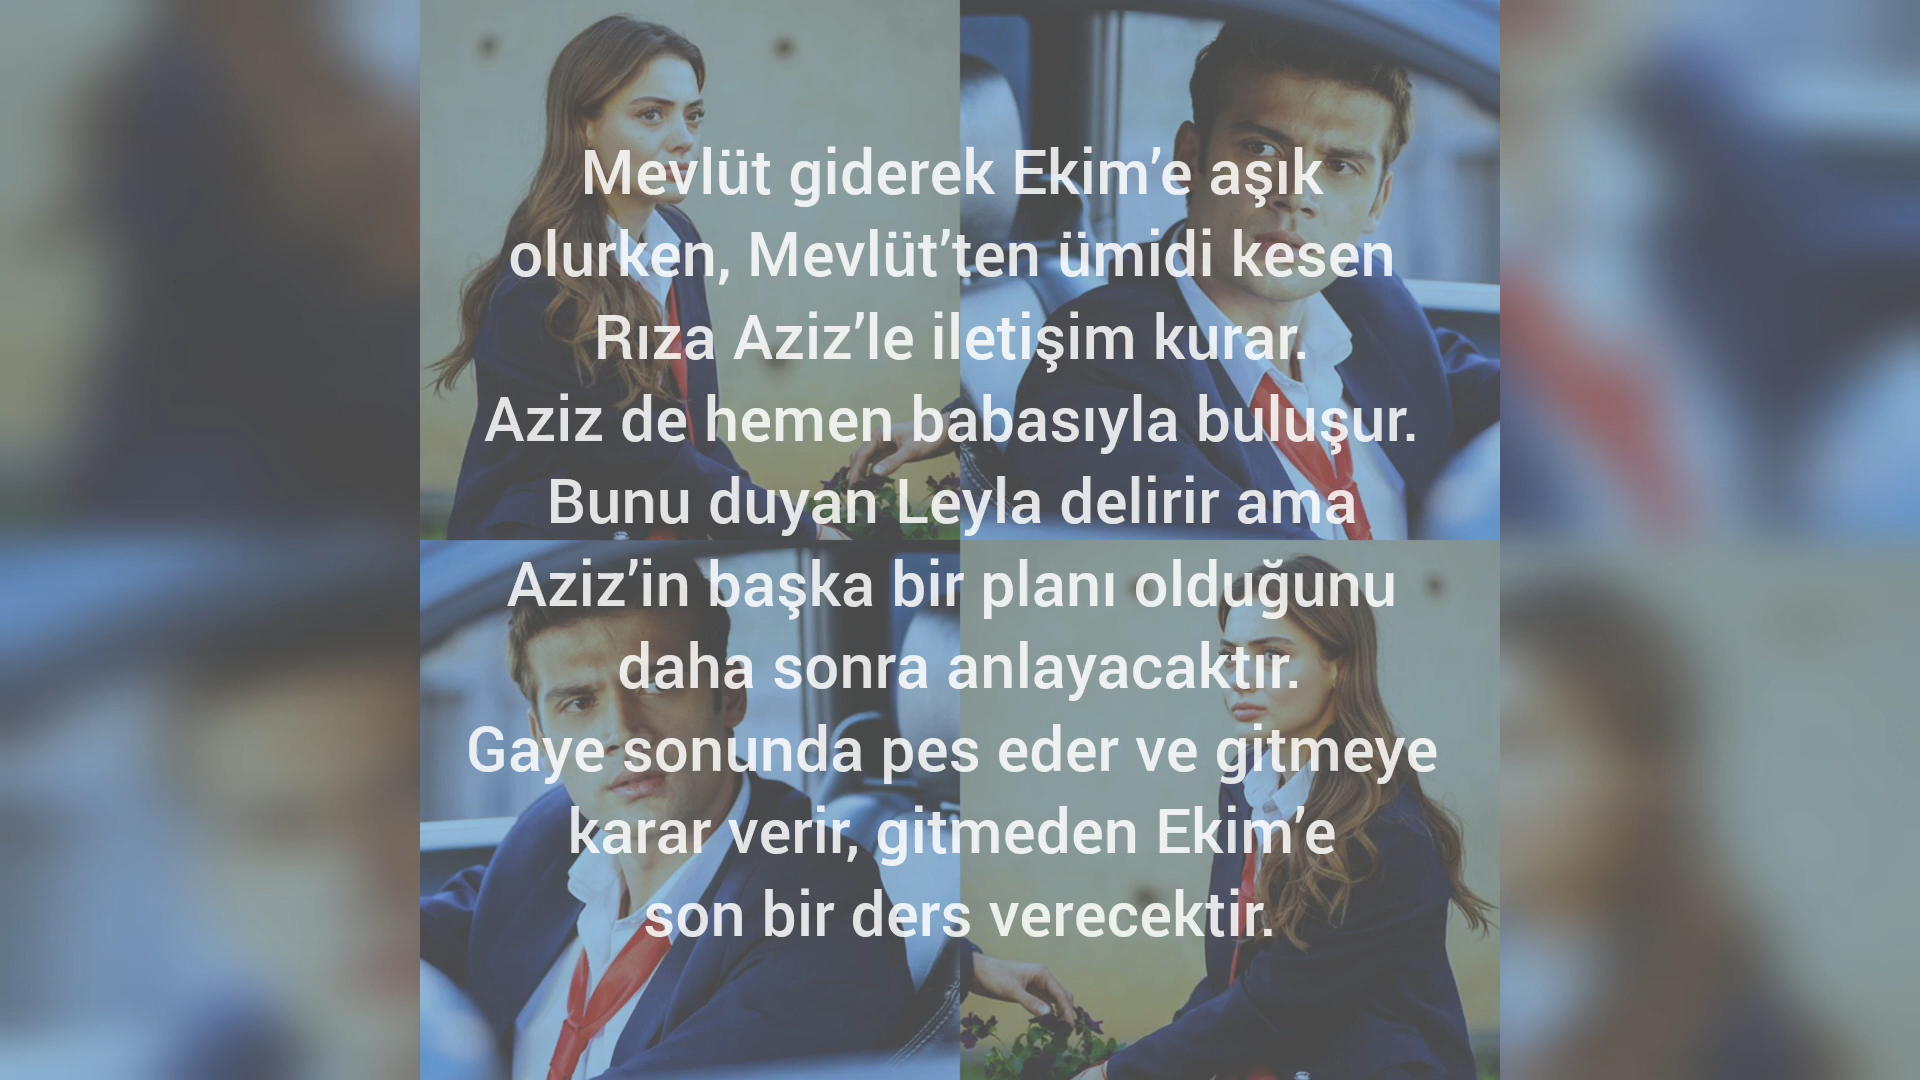 Mevlüt giderek Ekim’e aşık
olurken, Mevlüt’ten ümidi kesen
Rıza Aziz’le iletişim kurar.
Aziz de hemen babasıyla buluşur.
Bunu duyan Leyla delirir ama
Aziz’in başka bir planı olduğunu
daha sonra anlayacaktır.
Gaye sonunda pes eder ve gitmeye
karar verir, gitmeden Ekim’e
son bir ders verecektir.